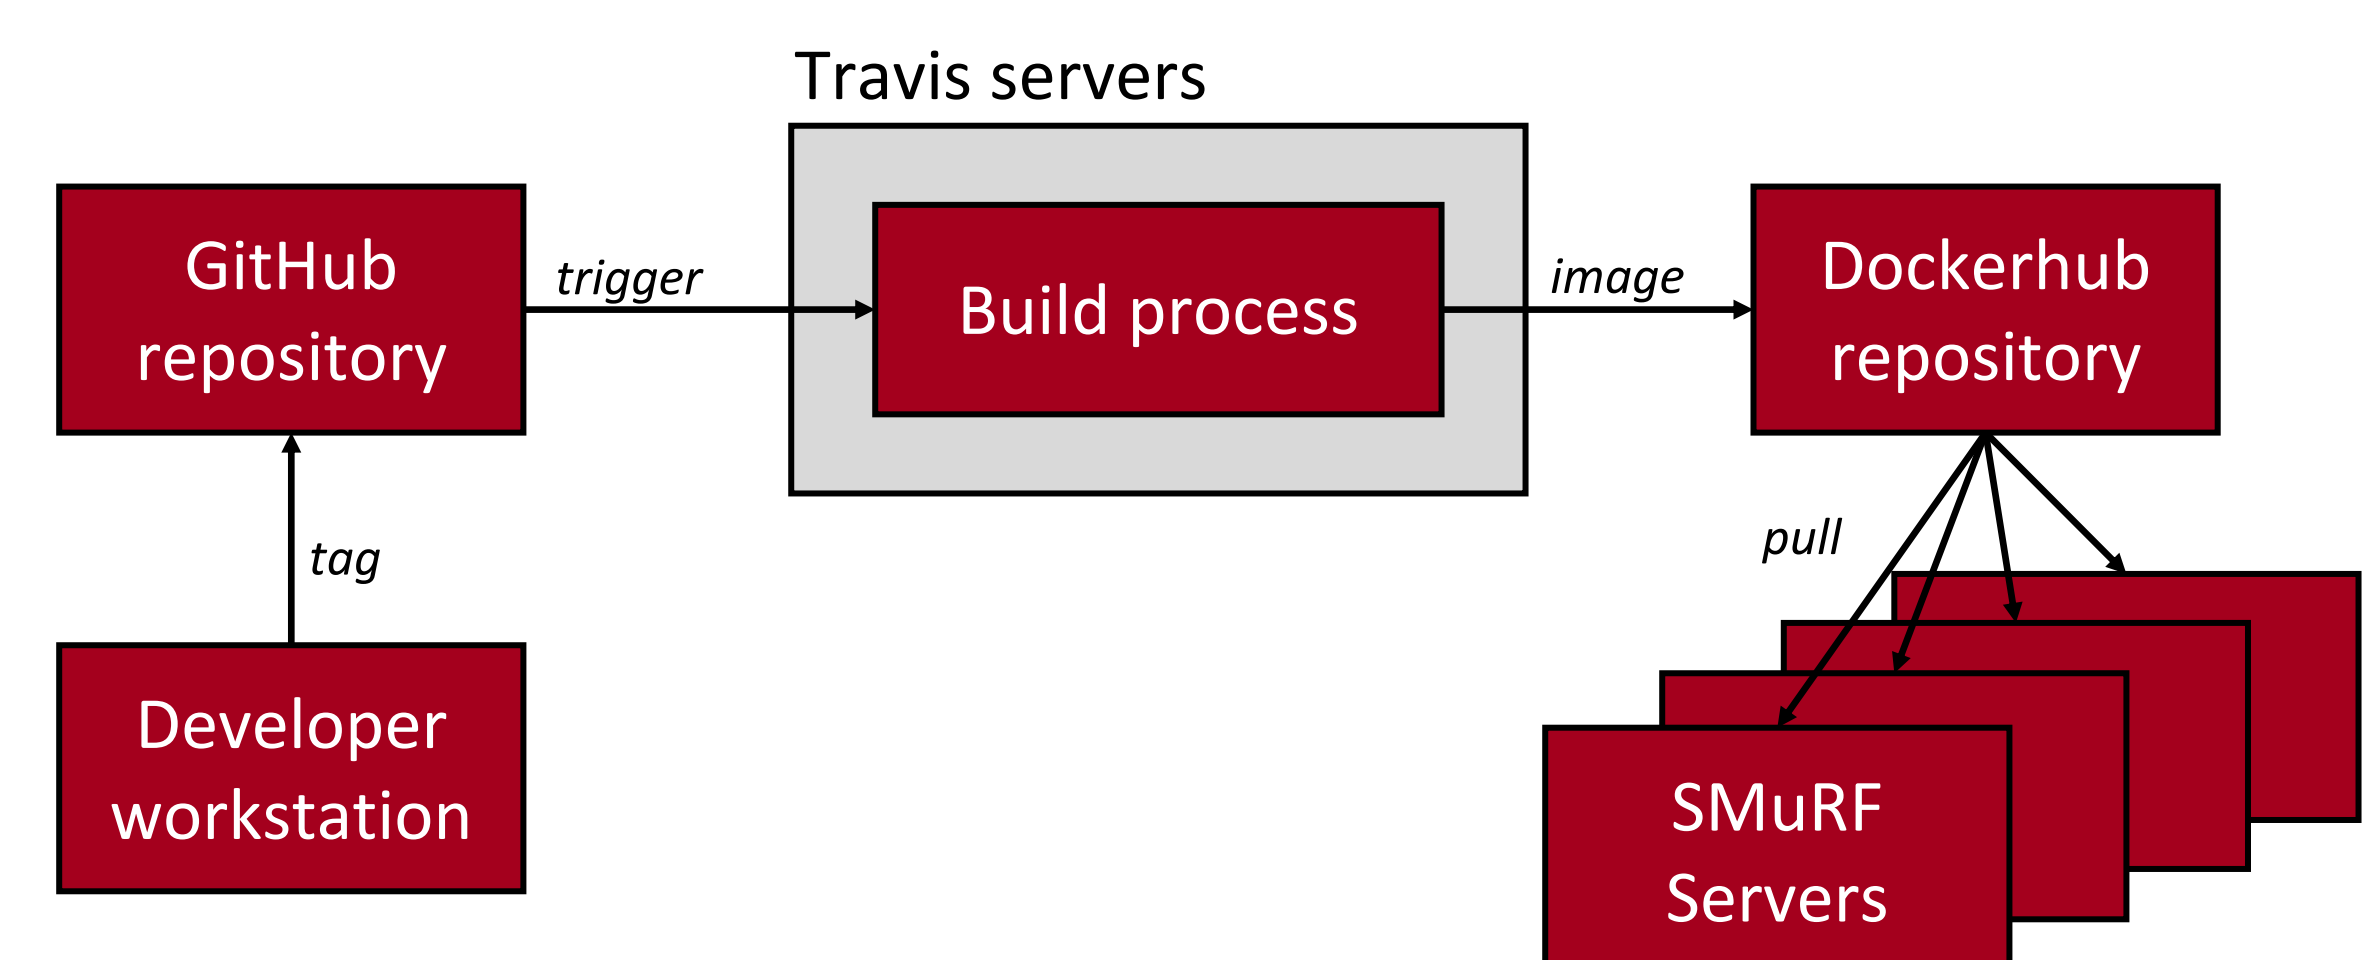 Travis servers
GitHub
repository
trigger
Build process
image
Dockerhub
repository
tag
pull
Developer
workstation
SMuRF
Servers